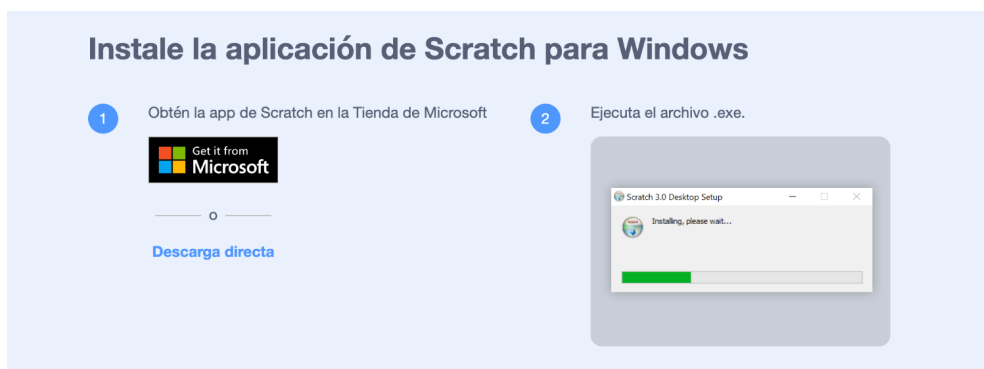 Instale la aplicación de Scratch para Windows
1
Obtén la app de Scratch en la Tienda de Microsoft
Get it from
Microsoft
o
Descarga directa
2
Ejecuta el archivo .exe.
Scratch 3.0 Desktop Setup
Installing, please wait...